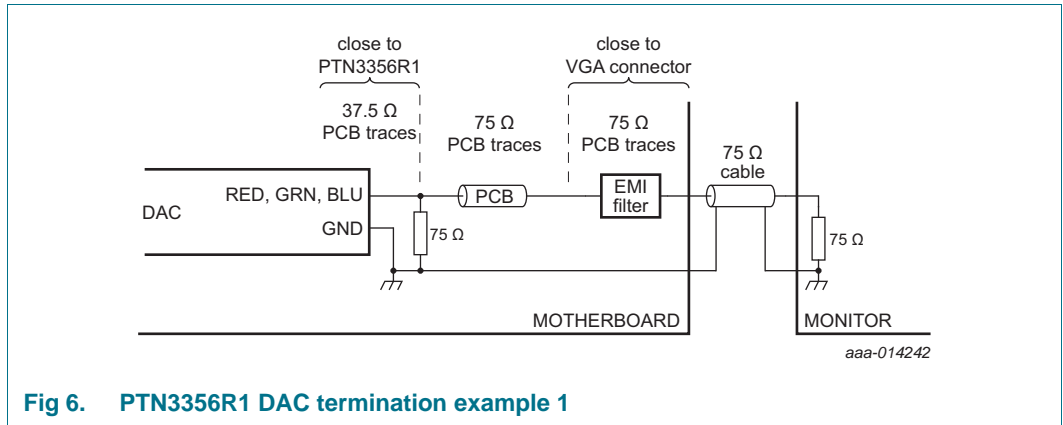 close to
PTN3356R1
close to
VGA connector
37.5 Ω
PCB traces
75 Ω
PCB traces
75 Ω
PCB traces
75 Ω
cable
DAC
RED, GRN, BLU
GND
75 Ω
PCB
EMI
filter
75 Ω
MOTHERBOARD
MONITOR
aaa-014242
Fig 6. PTN3356R1 DAC termination example 1